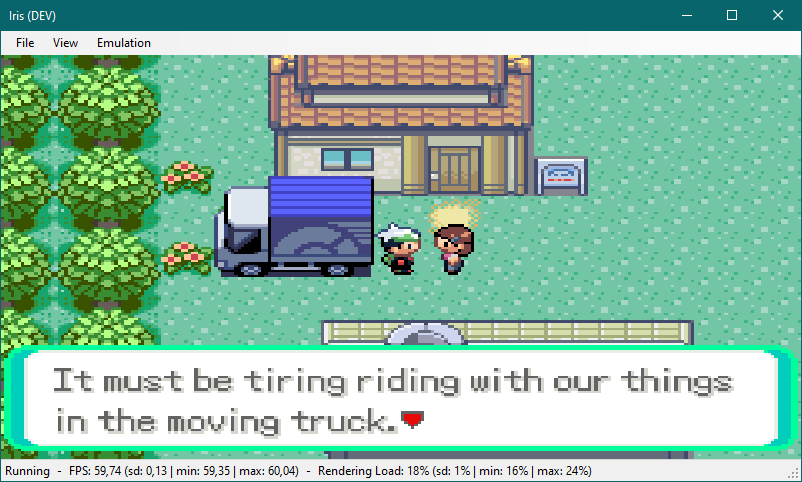 Iris (DEV)
File View Emulation
It must be tiring riding with our things
in the moving truck.
Running - FPS: 59,74 (sd: 0,13 | min: 59,35 | max: 60,04) - Rendering Load: 18% (sd: 1% | min: 16% | max: 24%)